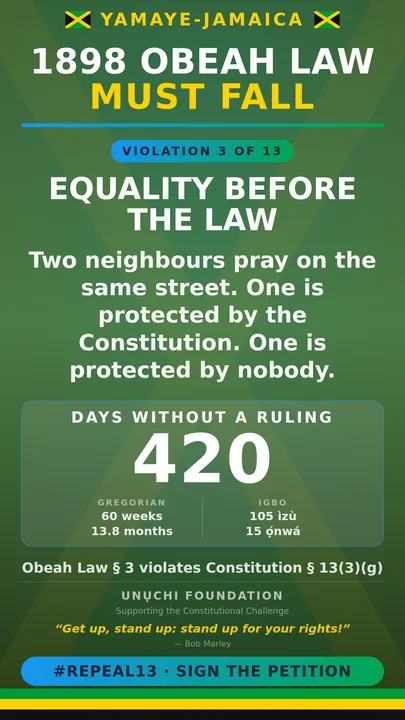 YAMAYE-JAMAICA
1898 OBEAH LAW
MUST FALL
VIOLATION 3 OF 13
EQUALITY BEFORE
THE LAW
Two neighbours pray on the
same street. One is
protected by the
Constitution. One is
protected by nobody.
DAYS WITHOUT A RULING
420
GREGORIAN
60 weeks
13.8 months
IGBO
105 ìzù
15 ọ́nwá
Obeah Law § 3 violates Constitution § 13(3)(g)
UNỤCHI FOUNDATION
Supporting the Constitutional Challenge
“Get up, stand up: stand up for your rights!”
— Bob Marley
#REPEAL13 · SIGN THE PETITION